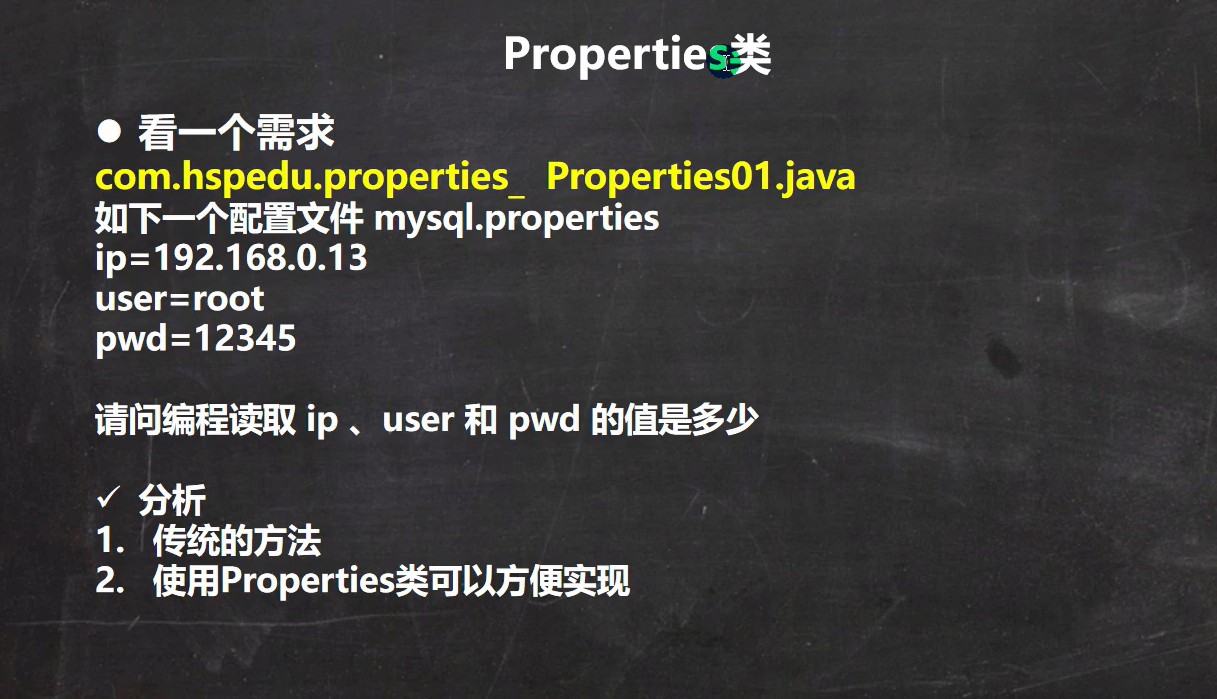 Properties类
● 看一个需求
com.hspedu.properties_ Properties01.java
如下一个配置文件 mysql.properties
ip=192.168.0.13
user=root
pwd=12345
请问编程读取 ip 、user 和 pwd 的值是多少
✓ 分析
1. 传统的方法
2. 使用Properties类可以方便实现